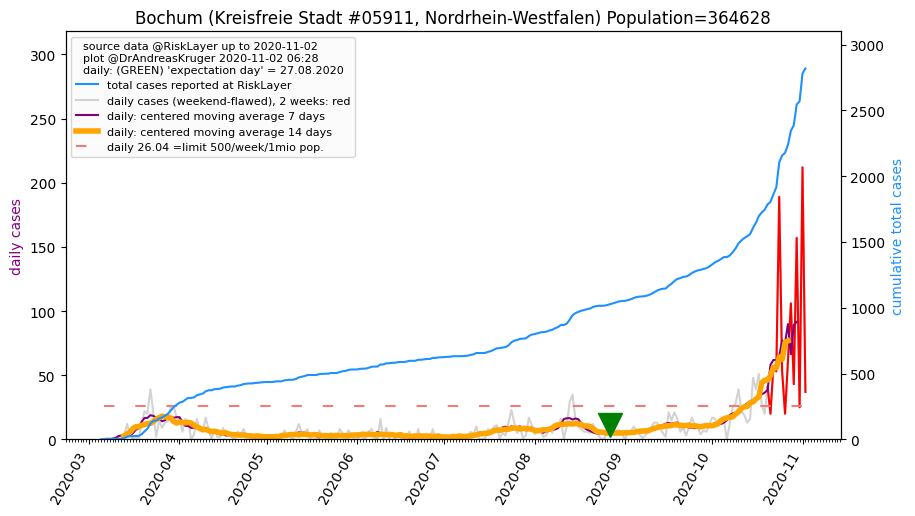 Bochum (Kreisfreie Stadt #05911, Nordrhein-Westfalen) Population=364628
source data @RiskLayer up to 2020-11-02
plot @DrAndreasKruger 2020-11-02 06:28
daily: (GREEN) 'expectation day' = 27.08.2020
total cases reported at RiskLayer
daily cases (weekend-flawed), 2 weeks: red
daily: centered moving average 7 days
daily: centered moving average 14 days
daily 26.04 =limit 500/week/1mio pop.
daily cases
300
250
200
150
100
50
0
cumulative total cases
3000
2500
2000
1500
1000
500
0
2020-03
2020-04
2020-05
2020-06
2020-07
2020-08
2020-09
2020-10
2020-11